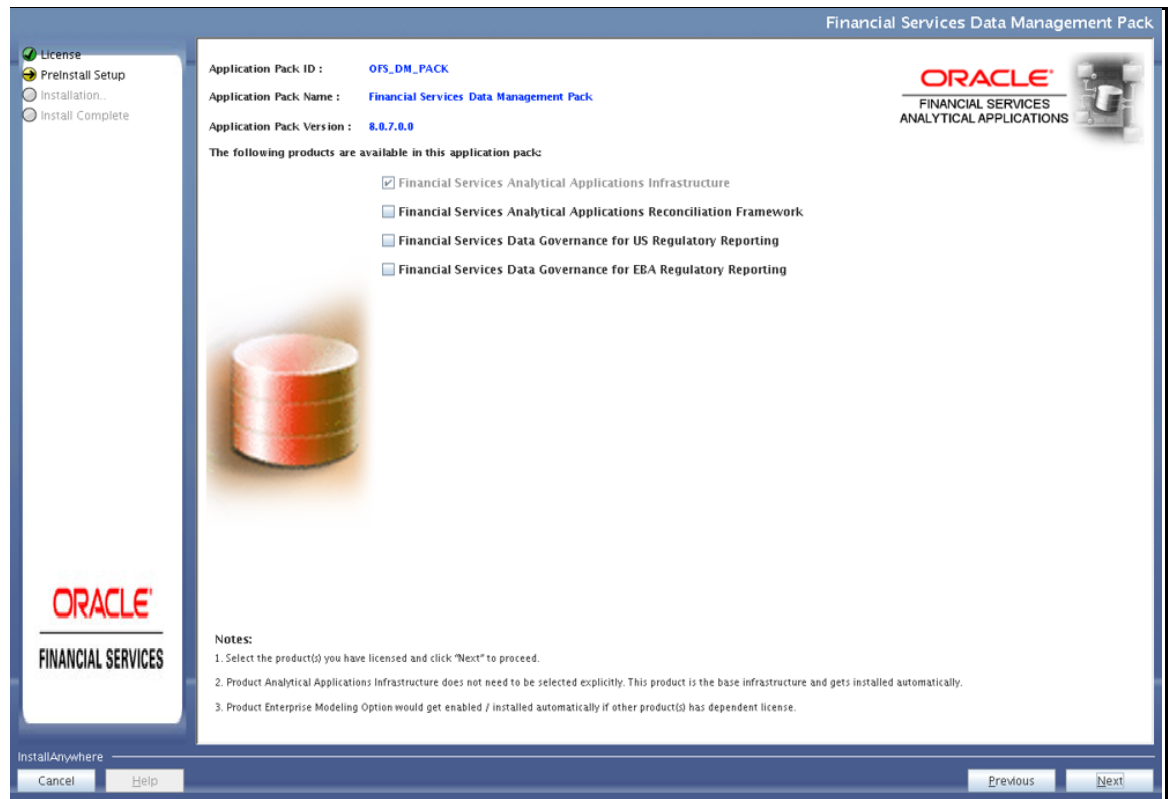 Financial Services Data Management Pack
License
PreInstall Setup
Installation..
Install Complete
Application Pack ID : OFS_DM_PACK
Application Pack Name : Financial Services Data Management Pack
Application Pack Version : 8.0.7.0.0
ORACLE®
FINANCIAL SERVICES
ANALYTICAL APPLICATIONS
The following products are available in this application pack:
Financial Services Analytical Applications Infrastructure
Financial Services Analytical Applications Reconciliation Framework
Financial Services Data Governance for US Regulatory Reporting
Financial Services Data Governance for EBA Regulatory Reporting
ORACLE®
FINANCIAL SERVICES
Notes:
1. Select the product(s) you have licensed and click "Next" to proceed.
2. Product Analytical Applications Infrastructure does not need to be selected explicitly. This product is the base infrastructure and gets installed automatically.
3. Product Enterprise Modeling Option would get enabled / installed automatically if other product(s) has dependent license.
InstallAnywhere
Cancel Help Previous Next